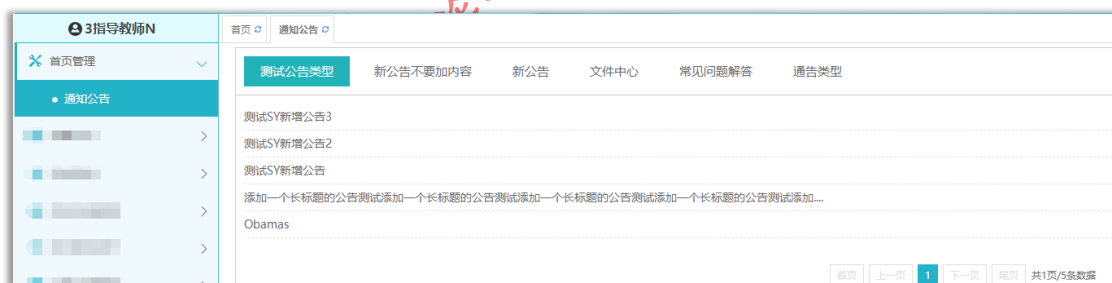 3指导教师N
首页 通知公告
首页管理
通知公告
测试公告类型 新公告不要加内容 新公告 文件中心 常见问题解答 通告类型
测试SY新增公告3
测试SY新增公告2
测试SY新增公告
添加一个长标题的公告测试添加一个长标题的公告测试添加一个长标题的公告测试添加一个长标题的公告测试添加....
Obamas
首页 上一页 1 下一页 尾页 共1页/5条数据